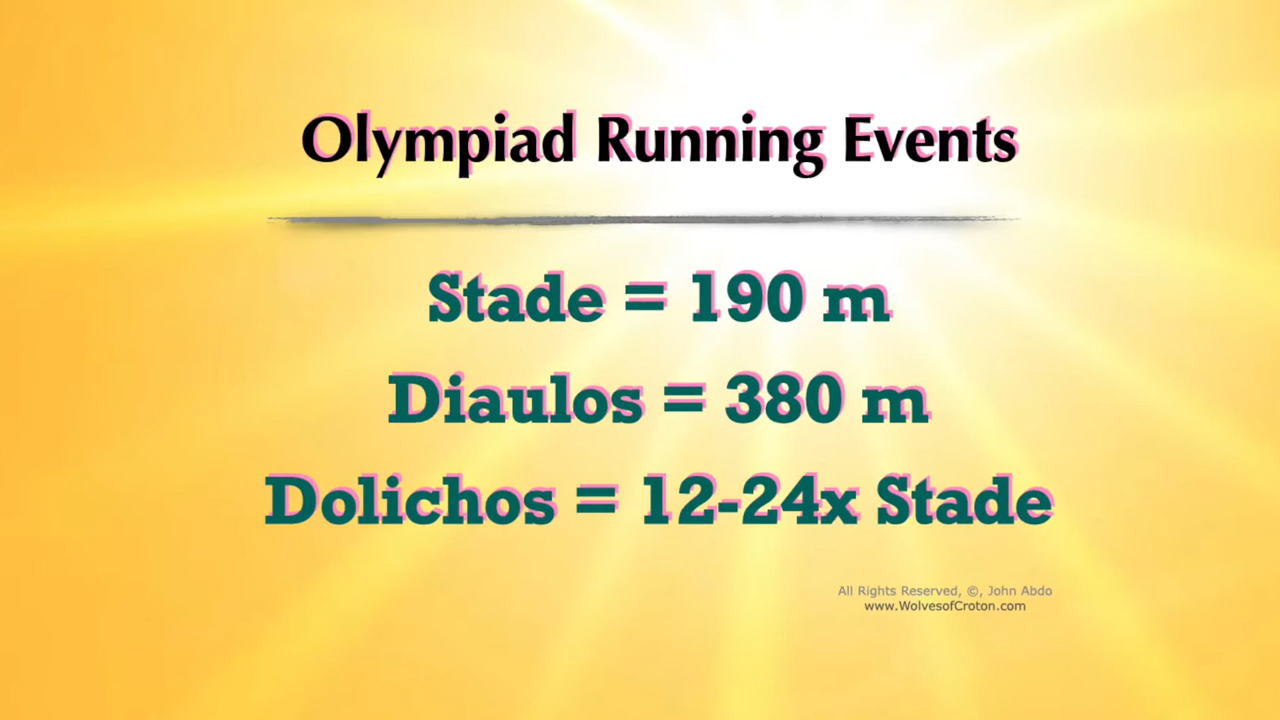 Olympiad Running Events
Stade = 190 m
Diaulos = 380 m
Dolichos = 12-24x Stade
All Rights Reserved, ©, John Abdo
www.WolvesofCroton.com